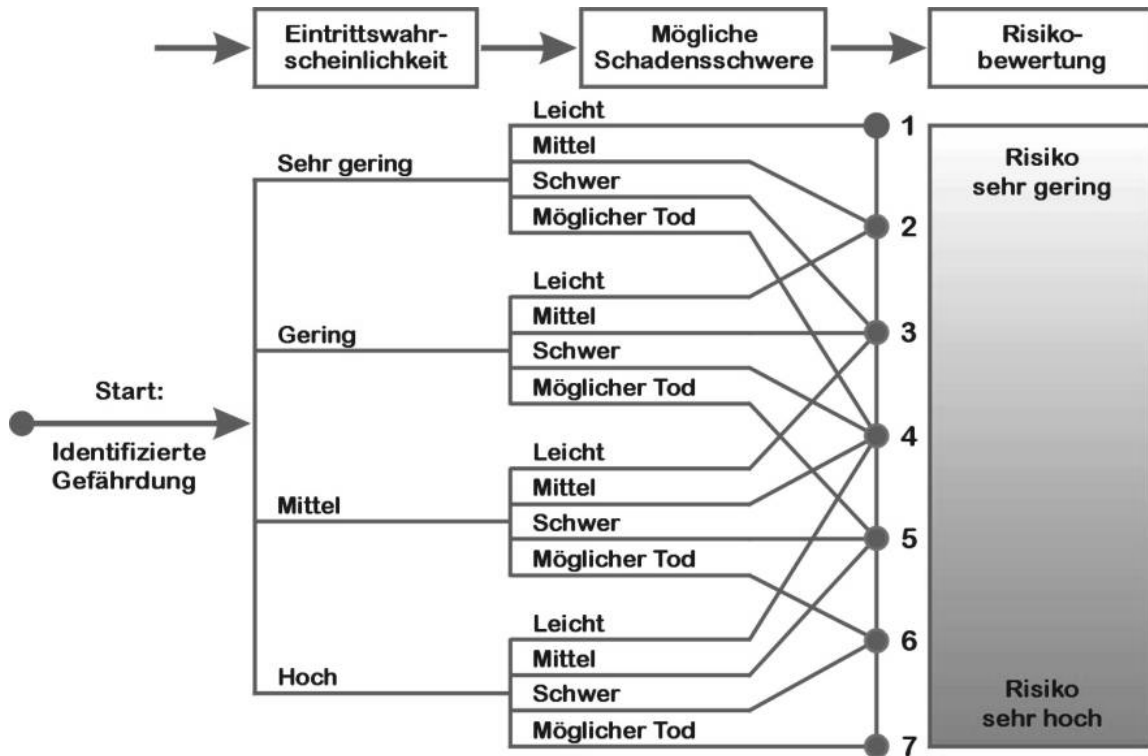 Eintrittswahr-
scheinlichkeit
Mögliche
Schadensschwere
Risiko-
bewertung
Start:
Identifizierte
Gefährdung
Sehr gering
Leicht
Mittel
Schwer
Möglicher Tod
Gering
Leicht
Mittel
Schwer
Möglicher Tod
Mittel
Leicht
Mittel
Schwer
Möglicher Tod
Hoch
Leicht
Mittel
Schwer
Möglicher Tod
1
2
3
4
5
6
7
Risiko
sehr gering
Risiko
sehr hoch